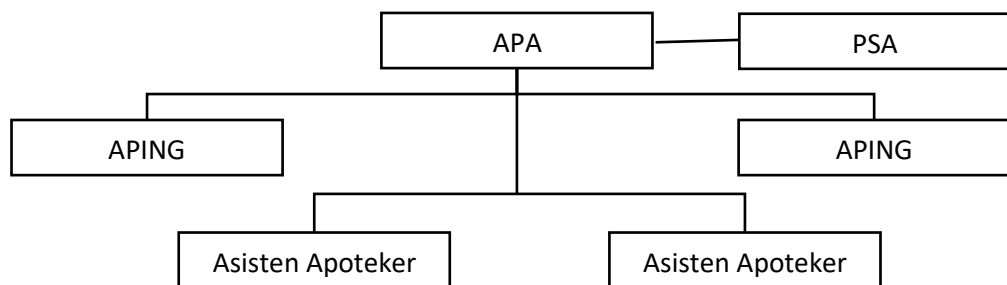 APA
PSA
APING
APING
Asisten Apoteker
Asisten Apoteker